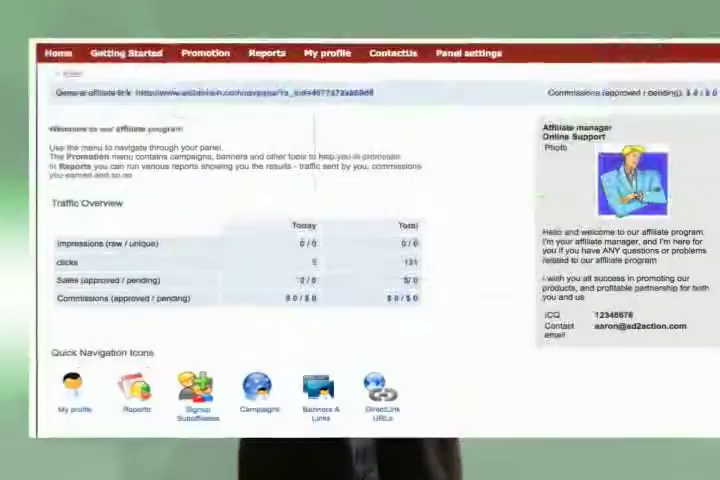 Home Getting Started Promotion Reports My profile ContactUs Panel settings
General affiliate link:
Commissions (approved / pending): $ 0 / $ 0
Welcome to our affiliate program
Use the menu to navigate through your panel.
The Promotion menu contains campaigns, banners and other tools to help you in promotion.
In Reports you can run various reports showing you the results - traffic sent by you, commissions
you earned and so on
Traffic Overview
Today Total
Impressions (raw / unique) 0 / 0 0 / 0
clicks 131
Sales (approved / pending) 0 / 0 5/ 0
Commissions (approved / pending) $ 0 / $ 0 $ 0 / $ 0
Quick Navigation Icons
My profile Reports Signup Subaffiliates Campaigns Banners & Links DirectLink URLs
Affiliate manager
Online Support
Photo
Hello and welcome to our affiliate program.
I'm your affiliate manager, and I'm here for
you if you have ANY questions or problems
related to our affiliate program
I wish you all success in promoting our
products, and profitable partnership for both
you and us
ICQ 12345678
Contact aaron@ad2action.com
email